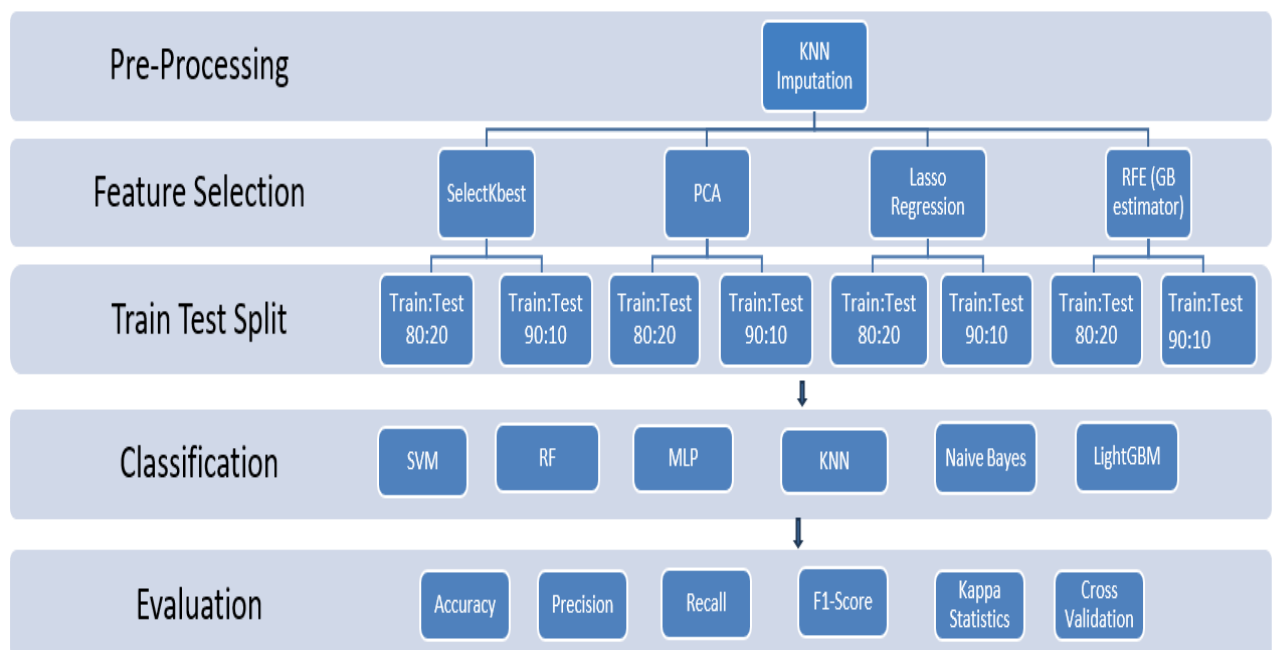 Pre-Processing
KNN
Imputation
Feature Selection
SelectKbest
PCA
Lasso
Regression
RFE (GB
estimator)
Train Test Split
Train:Test
80:20
Train:Test
90:10
Train:Test
80:20
Train:Test
90:10
Train:Test
80:20
Train:Test
90:10
Train:Test
80:20
Train:Test
90:10
Classification
SVM
RF
MLP
KNN
Naive Bayes
LightGBM
Evaluation
Accuracy
Precision
Recall
F1-Score
Kappa
Statistics
Cross
Validation